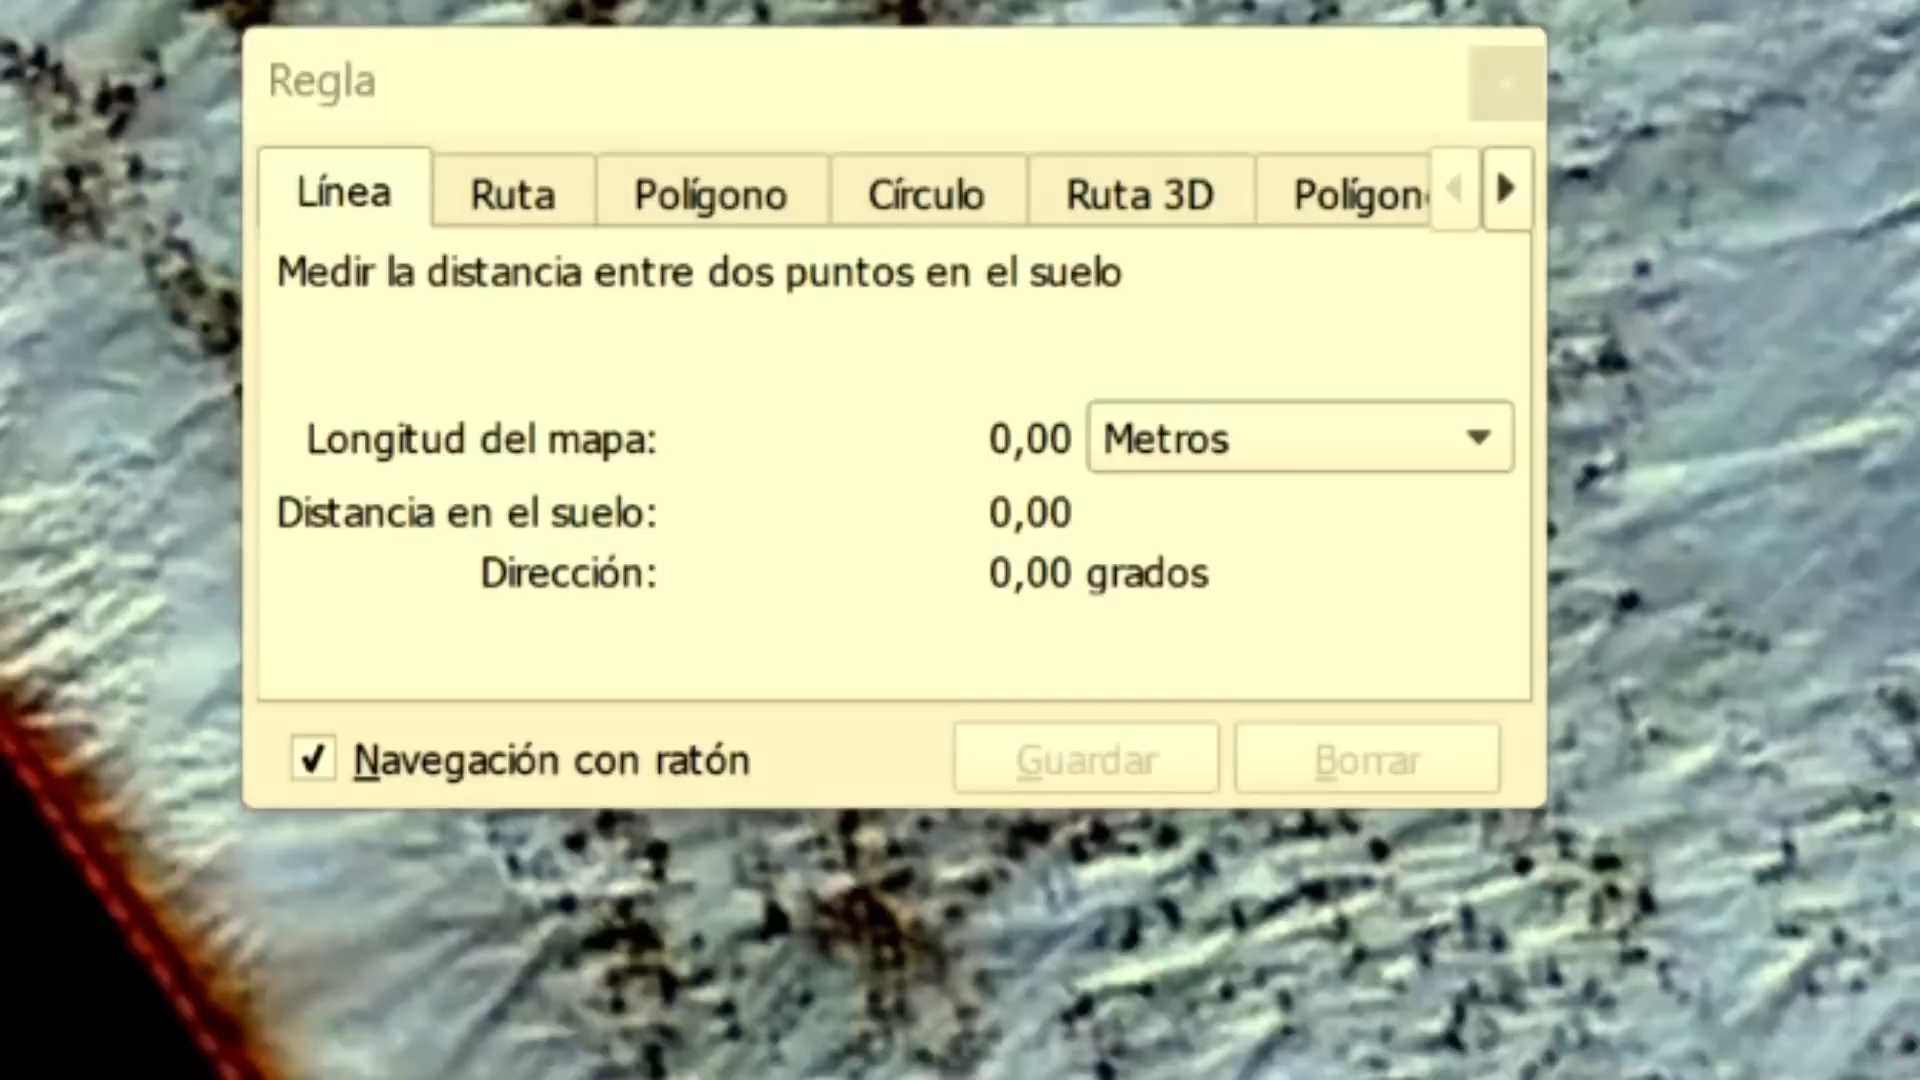 Regla
Línea Ruta Polígono Círculo Ruta 3D
Medir la distancia entre dos puntos en el suelo
Longitud del mapa: 0,00 Metros
Distancia en el suelo: 0,00
Dirección: 0,00 grados
Navegación con ratón Guardar Borrar